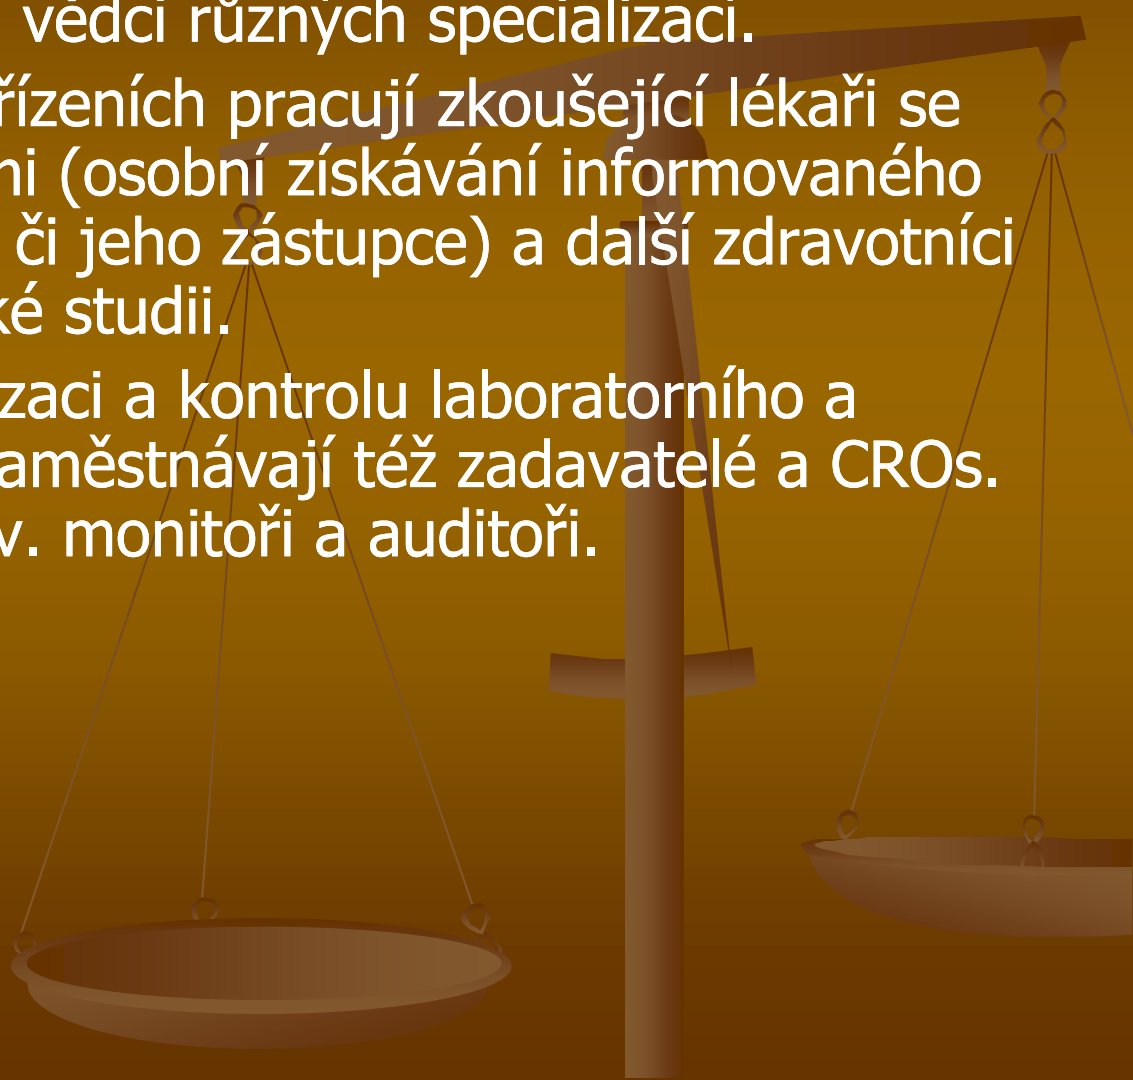 vědci různých specializací.
řízeních pracují zkoušející lékaři se
ni (osobní získávání informovaného
či jeho zástupce) a další zdravotníci
ké studii.
zaci a kontrolu laboratorního a
aměstnávají též zadavatelé a CROs.
v. monitoři a auditoři.